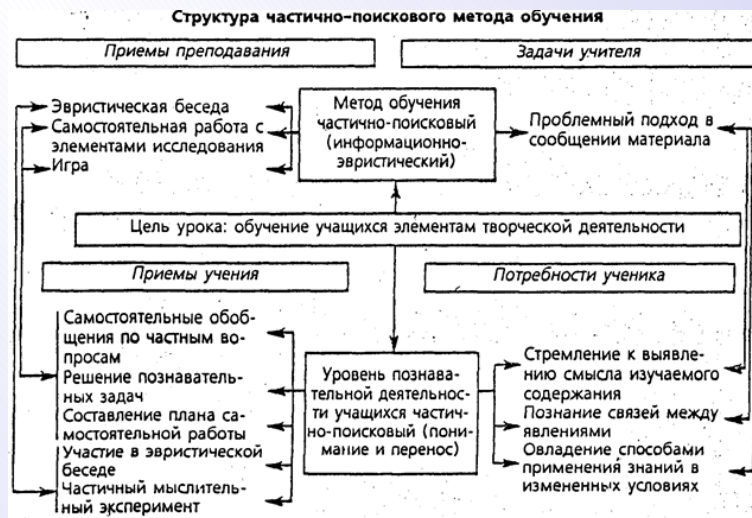 Структура частично-поискового метода обучения
Приемы преподавания
Задачи учителя
Эвристическая беседа
Самостоятельная работа с
элементами исследования
Игра
Метод обучения
частично-поисковый
(информационно-
эвристический)
Проблемный подход в
сообщении материала
Цель урока: обучение учащихся элементам творческой деятельности
Приемы учения
Потребности ученика
Самостоятельные обоб-
щения по частным во-
просам
Решение познаватель-
ных задач
Составление плана са-
мостоятельной работы
Участие в эвристической
беседе
Частичный мыслитель-
ный эксперимент
Уровень познава-
тельной деятельнос-
ти учащихся частич-
но-поисковый (пони-
мание и перенос)
Стремление к выявле-
нию смысла изучаемого
содержания
Познание связей между
явлениями
Овладение способами
применения знаний в
измененных условиях